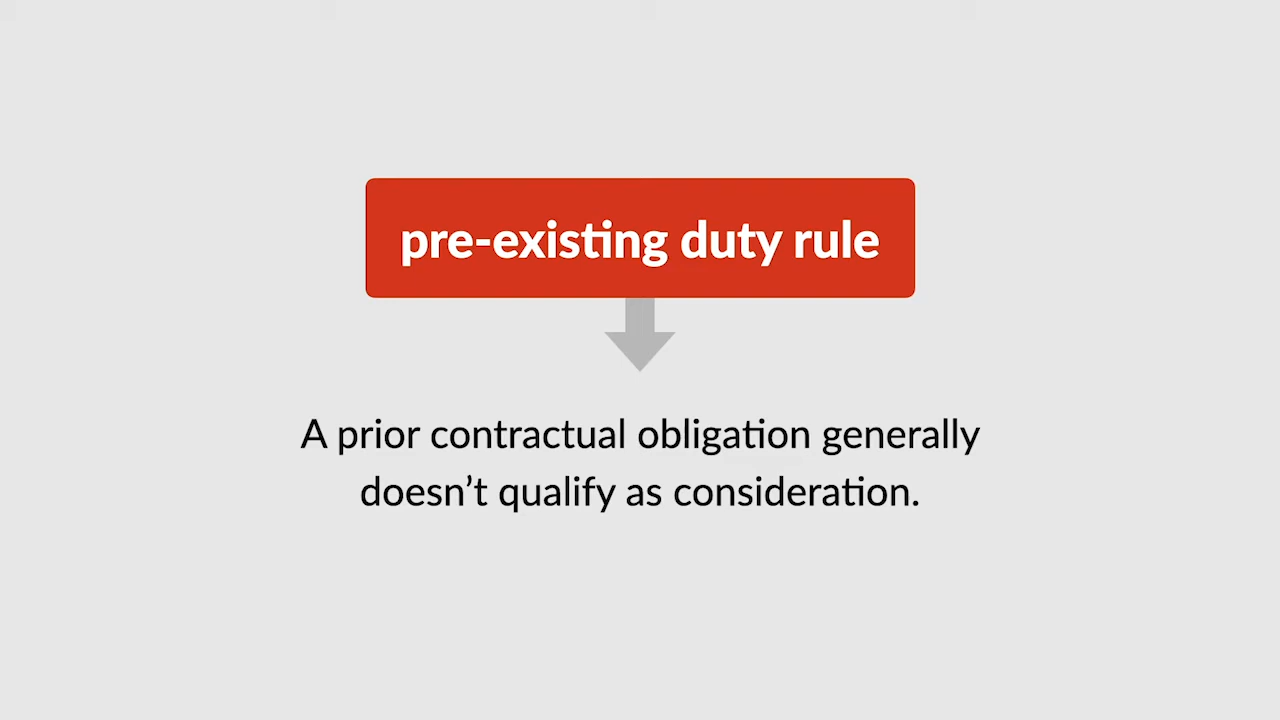 pre-existing duty rule
A prior contractual obligation generally
doesn’t qualify as consideration.